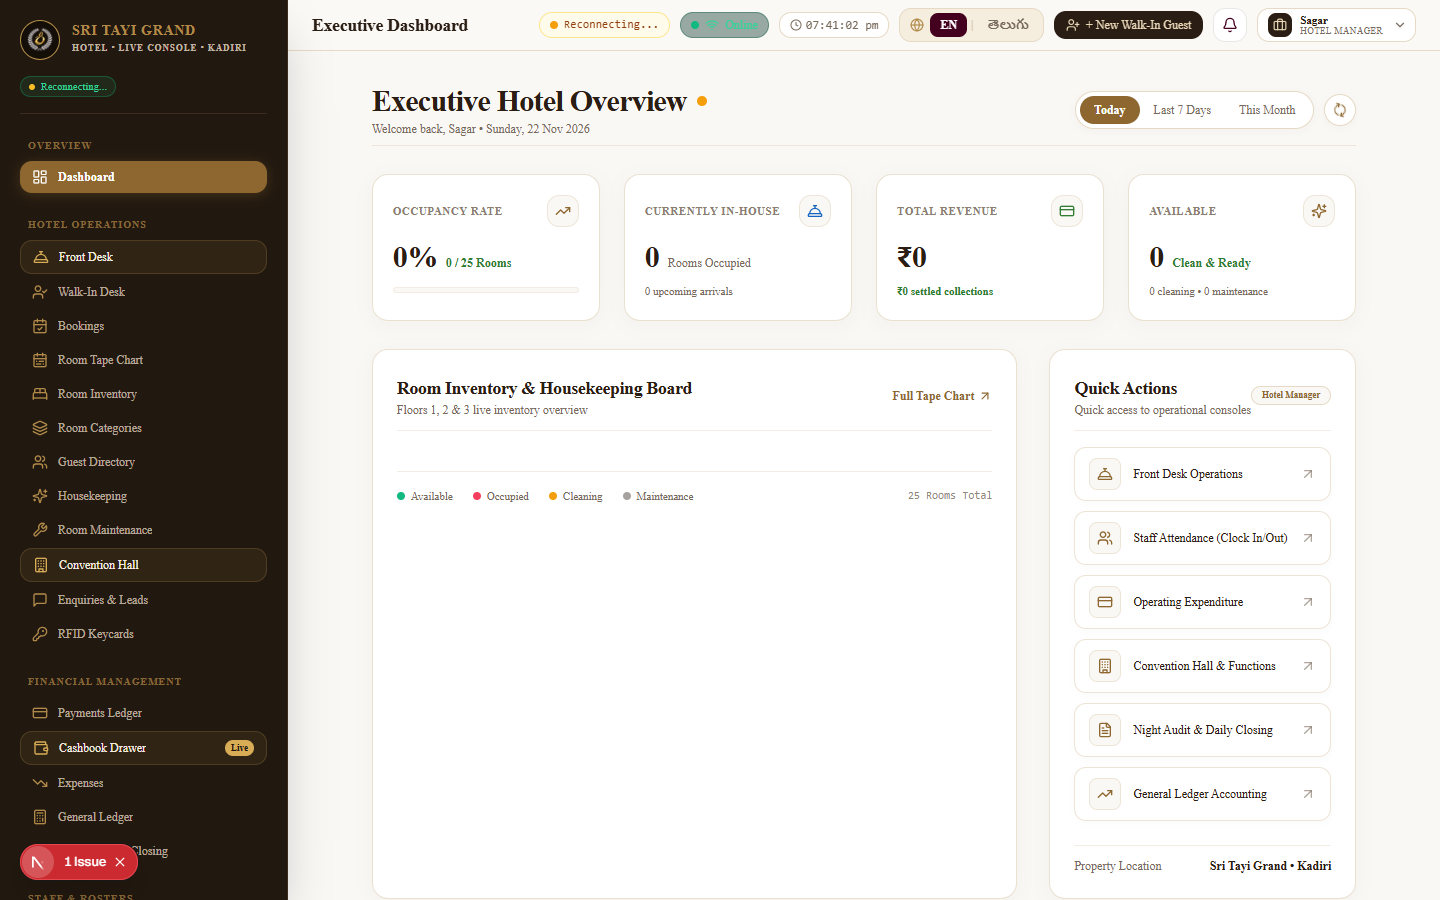 SRI TAYI GRAND
HOTEL • LIVE CONSOLE • KADIRI
Reconnecting...
OVERVIEW
Dashboard
HOTEL OPERATIONS
Front Desk
Walk-In Desk
Bookings
Room Tape Chart
Room Inventory
Room Categories
Guest Directory
Housekeeping
Room Maintenance
Convention Hall
Enquiries & Leads
RFID Keycards
FINANCIAL MANAGEMENT
Payments Ledger
Cashbook Drawer
Live
Expenses
General Ledger
Closing
1 Issue
STAFF & ROSTERS
Executive Dashboard
Reconnecting...
Online
07:41:02 pm
EN
తెలుగు
+ New Walk-In Guest
Sagar
HOTEL MANAGER
Executive Hotel Overview
Welcome back, Sagar • Sunday, 22 Nov 2026
Today
Last 7 Days
This Month
OCCUPANCY RATE
0% 0 / 25 Rooms
CURRENTLY IN-HOUSE
0 Rooms Occupied
0 upcoming arrivals
TOTAL REVENUE
₹0
₹0 settled collections
AVAILABLE
0 Clean & Ready
0 cleaning • 0 maintenance
Room Inventory & Housekeeping Board
Floors 1, 2 & 3 live inventory overview
Full Tape Chart
Available
Occupied
Cleaning
Maintenance
25 Rooms Total
Quick Actions
Quick access to operational consoles
Hotel Manager
Front Desk Operations
Staff Attendance (Clock In/Out)
Operating Expenditure
Convention Hall & Functions
Night Audit & Daily Closing
General Ledger Accounting
Property Location
Sri Tayi Grand • Kadiri